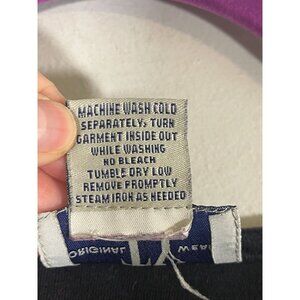 MACHINE WASH COLD
SEPARATELY; TURN
GARMENT INSIDE OUT
WHILE WASHING
NO BLEACH
TUMBLE DRY LOW
REMOVE PROMPTLY
STEAM IRON AS NEEDED
ORIGINAL